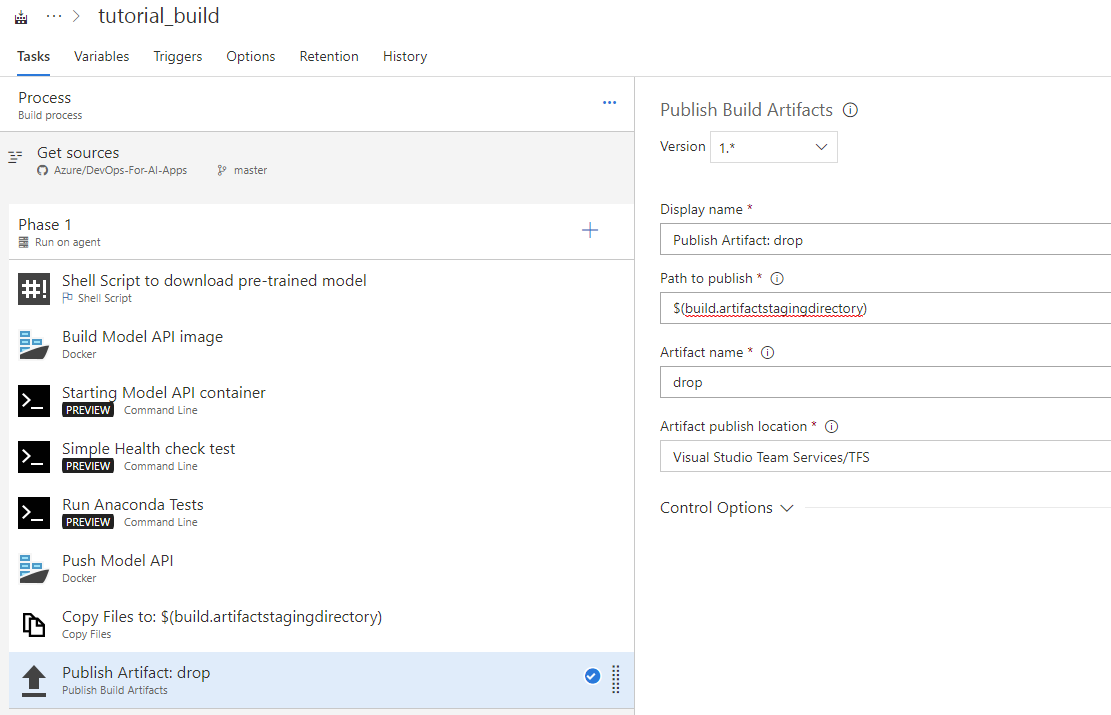 ··· > tutorial_build
Tasks Variables Triggers Options Retention History
Process
Build process
···
Get sources
Azure/DevOps-For-AI-Apps master
Phase 1
Run on agent
+
#! Shell Script to download pre-trained model
Shell Script
Build Model API image
Docker
>_ Starting Model API container
PREVIEW Command Line
>_ Simple Health check test
PREVIEW Command Line
>_ Run Anaconda Tests
PREVIEW Command Line
Push Model API
Docker
Copy Files to: $(build.artifactstagingdirectory)
Copy Files
Publish Artifact: drop
Publish Build Artifacts
Publish Build Artifacts
Version 1.*
Display name *
Publish Artifact: drop
Path to publish *
$(build.artifactstagingdirectory)
Artifact name *
drop
Artifact publish location *
Visual Studio Team Services/TFS
Control Options